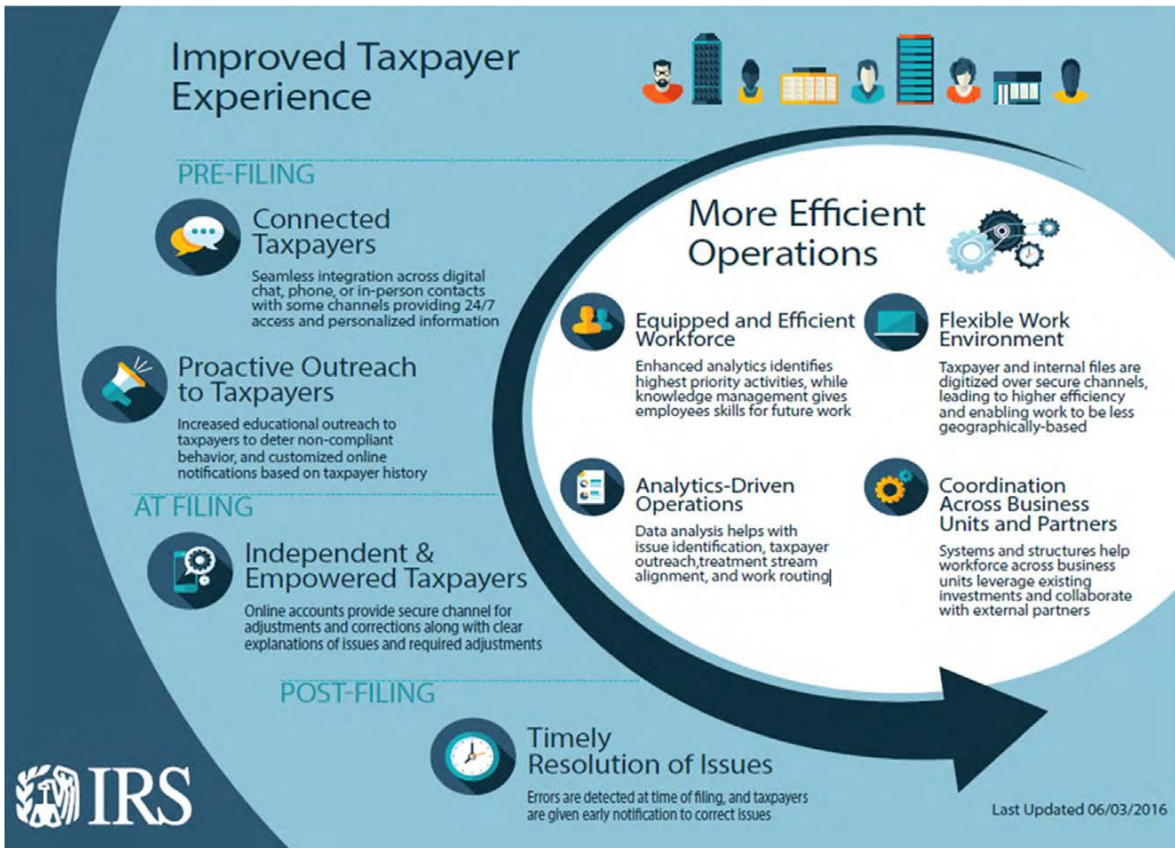 Improved Taxpayer
Experience
PRE-FILING
Connected
Taxpayers
Seamless integration across digital
chat, phone, or in-person contacts
with some channels providing 24/7
access and personalized information
Proactive Outreach
to Taxpayers
Increased educational outreach to
taxpayers to deter non-compliant
behavior, and customized online
notifications based on taxpayer history
AT FILING
Independent &
Empowered Taxpayers
Online accounts provide secure channel for
adjustments and corrections along with clear
explanations of issues and required adjustments
POST-FILING
Timely
Resolution of Issues
Errors are detected at time of filing, and taxpayers
are given early notification to correct issues
More Efficient
Operations
Equipped and Efficient
Workforce
Enhanced analytics identifies
highest priority activities, while
knowledge management gives
employees skills for future work
Flexible Work
Environment
Taxpayer and internal files are
digitized over secure channels,
leading to higher efficiency
and enabling work to be less
geographically-based
Analytics-Driven
Operations
Data analysis helps with
issue identification, taxpayer
outreach,treatment stream
alignment, and work routing
Coordination
Across Business
Units and Partners
Systems and structures help
workforce across business
units leverage existing
investments and collaborate
with external partners
IRS
Last Updated 06/03/2016